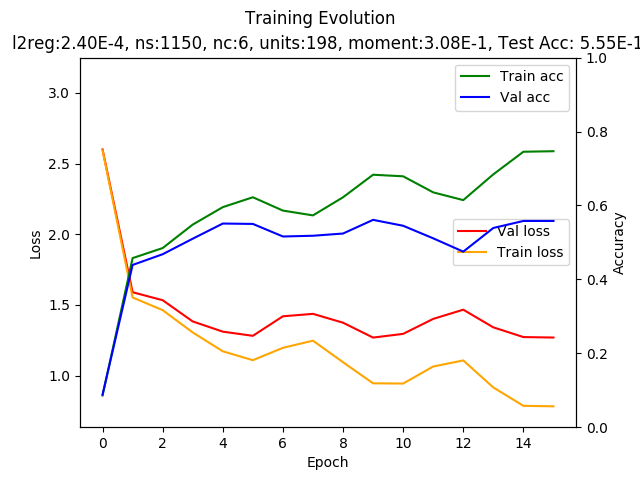 Training Evolution
l2reg:2.40E-4, ns:1150, nc:6, units:198, moment:3.08E-1, Test Acc: 5.55E-1
Train acc
Val acc
Val loss
Train loss
Loss
3.0
2.5
2.0
1.5
1.0
Accuracy
1.0
0.8
0.6
0.4
0.2
0.0
0 2 4 6 8 10 12 14
Epoch